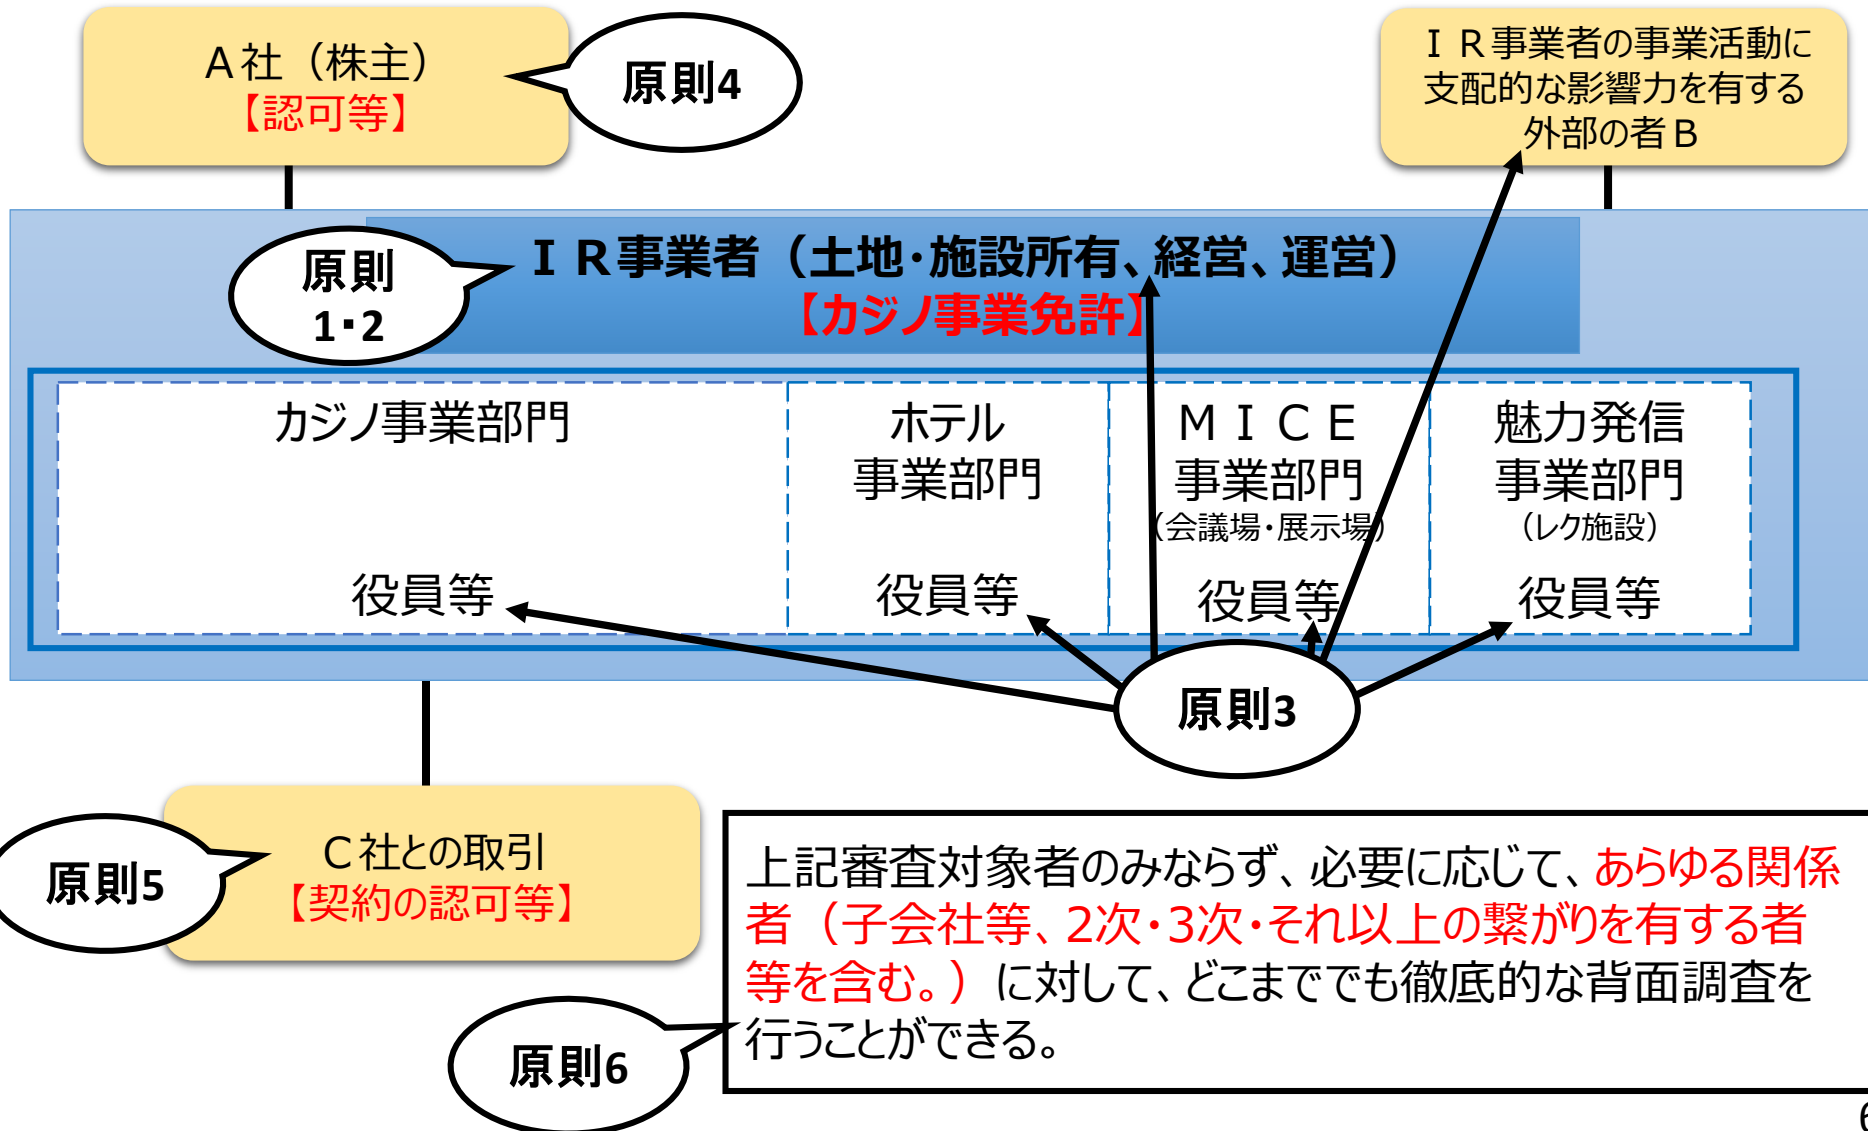 A社（株主）
【認可等】
原則4
ＩＲ事業者の事業活動に
支配的な影響力を有する
外部の者B
原則
1・2
ＩＲ事業者（土地・施設所有、経営、運営）
【カジノ事業免許】
カジノ事業部門
役員等
ホテル
事業部門
役員等
ＭＩＣＥ
事業部門
（会議場・展示場）
役員等
魅力発信
事業部門
（レク施設）
役員等
原則3
C社との取引
【契約の認可等】
原則5
上記審査対象者のみならず、必要に応じて、あらゆる関係
者（子会社等、2次・3次・それ以上の繋がりを有する者
等を含む。）に対して、どこまででも徹底的な背面調査を
行うことができる。
原則6
6